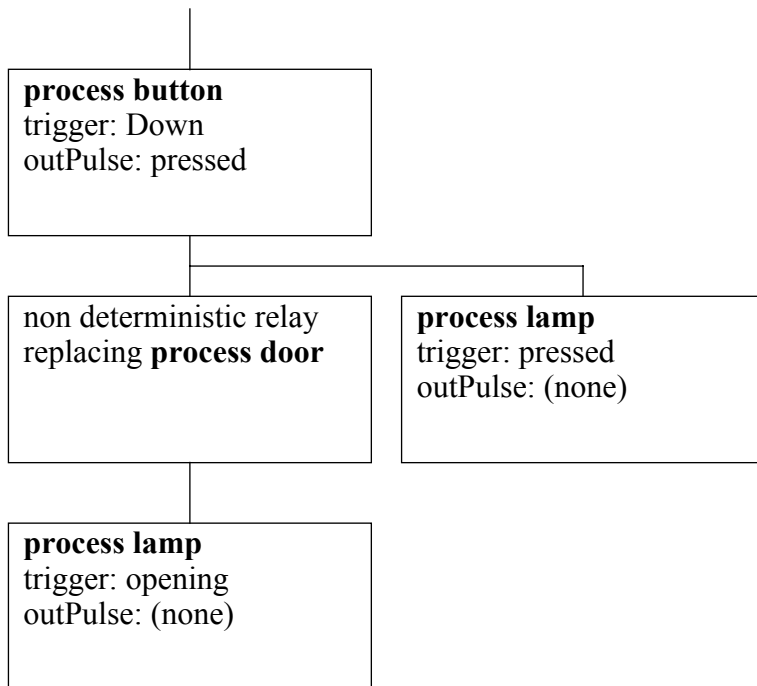 process button
trigger: Down
outPulse: pressed
non deterministic relay
replacing process door
process lamp
trigger: pressed
outPulse: (none)
process lamp
trigger: opening
outPulse: (none)